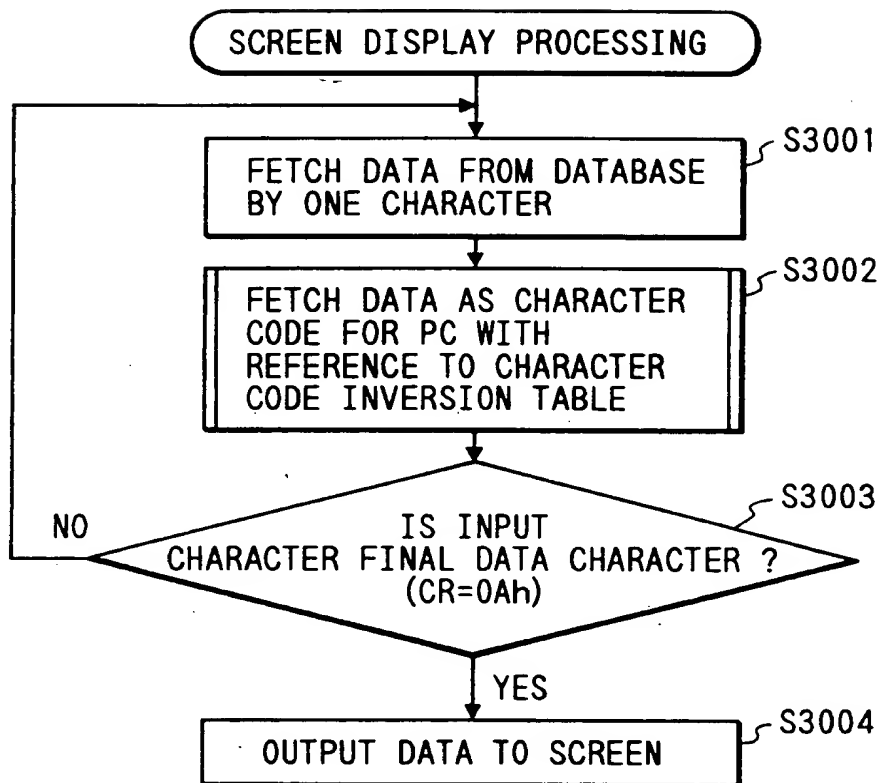 SCREEN DISPLAY PROCESSING
S3001
FETCH DATA FROM DATABASE
BY ONE CHARACTER
S3002
FETCH DATA AS CHARACTER
CODE FOR PC WITH
REFERENCE TO CHARACTER
CODE INVERSION TABLE
S3003
NO
IS INPUT
CHARACTER FINAL DATA CHARACTER ?
(CR=0Ah)
YES
S3004
OUTPUT DATA TO SCREEN